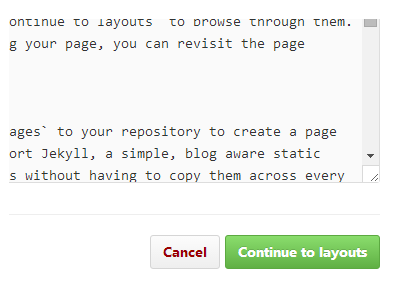 ontinue to layouts` to browse through them.
g your page, you can revisit the page
ages` to your repository to create a page
ort Jekyll, a simple, blog aware static
s without having to copy them across every
Cancel
Continue to layouts